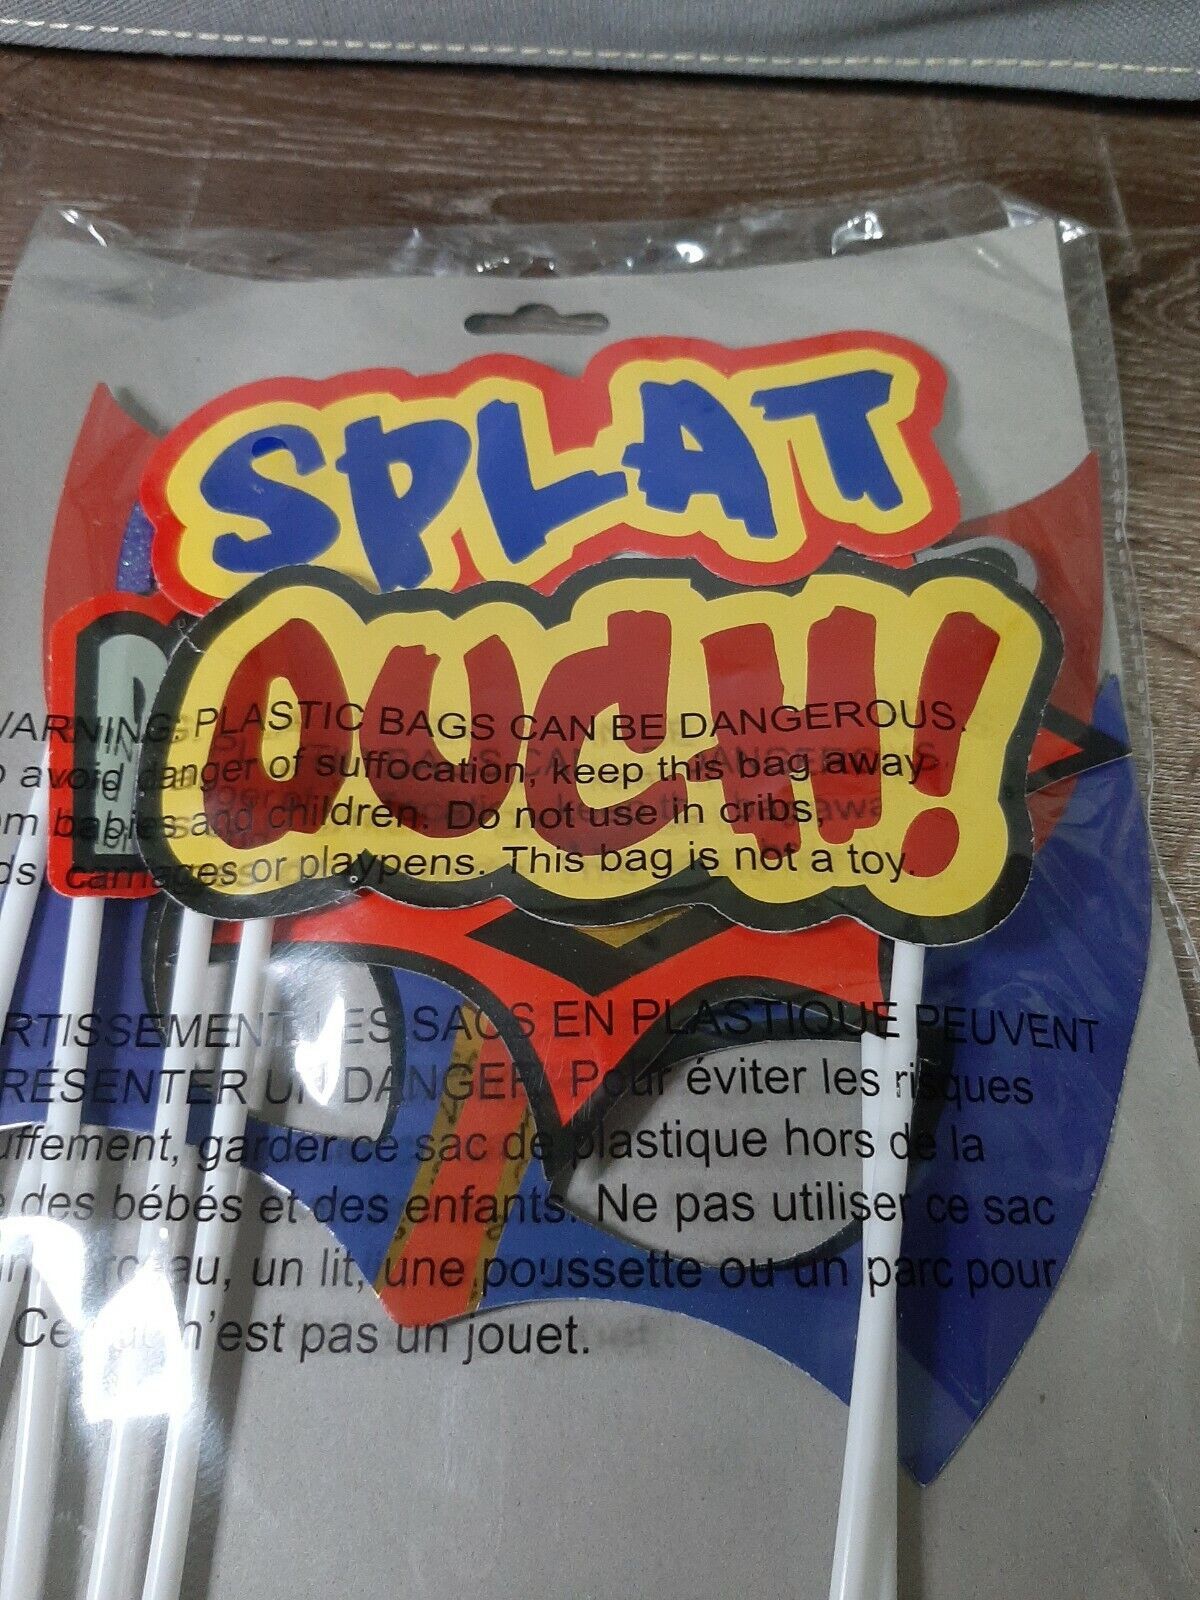 SPLAT
OUCH!
WARNING: PLASTIC BAGS CAN BE DANGEROUS.
avoid danger of suffocation, keep this bag away
babies and children. Do not use in cribs,
carriages or playpens. This bag is not a toy.
LES SACS EN PLASTIQUE PEUVENT
UN DANGER. Pour éviter les risques
garder ce sac de plastique hors de la
des bébés et des enfants. Ne pas utiliser ce sac
un lit, une poussette ou un parc pour
n'est pas un jouet.